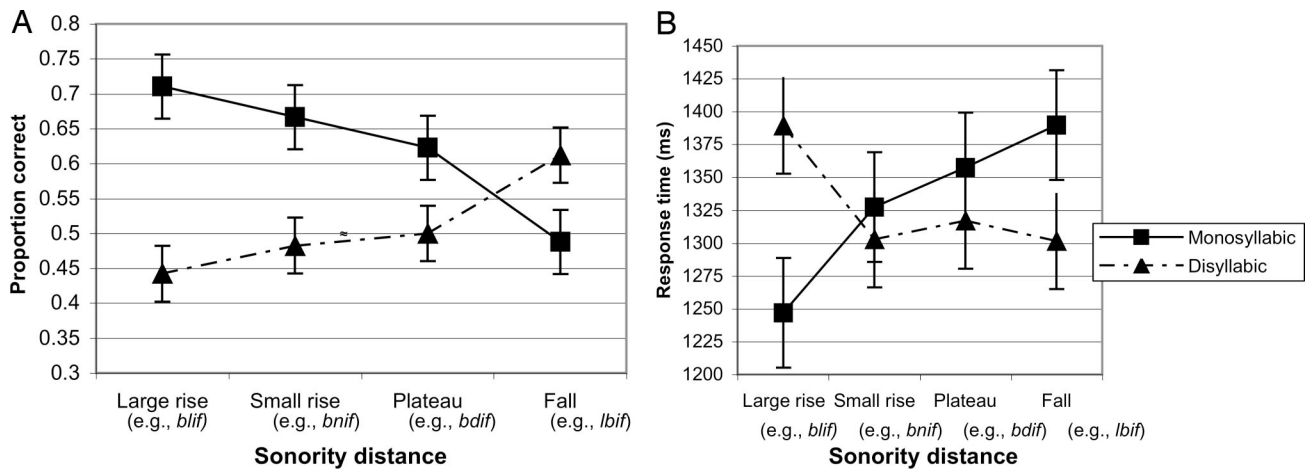 A
Proportion correct
0.8
0.75
0.7
0.65
0.6
0.55
0.5
0.45
0.4
0.35
0.3
≈
Large rise Small rise Plateau Fall
(e.g., blif) (e.g., bnif) (e.g., bdif) (e.g., lbif)
Sonority distance
B
Response time (ms)
1450
1425
1400
1375
1350
1325
1300
1275
1250
1225
1200
Large rise Small rise Plateau Fall
(e.g., blif) (e.g., bnif) (e.g., bdif) (e.g., lbif)
Sonority distance
Monosyllabic
Disyllabic